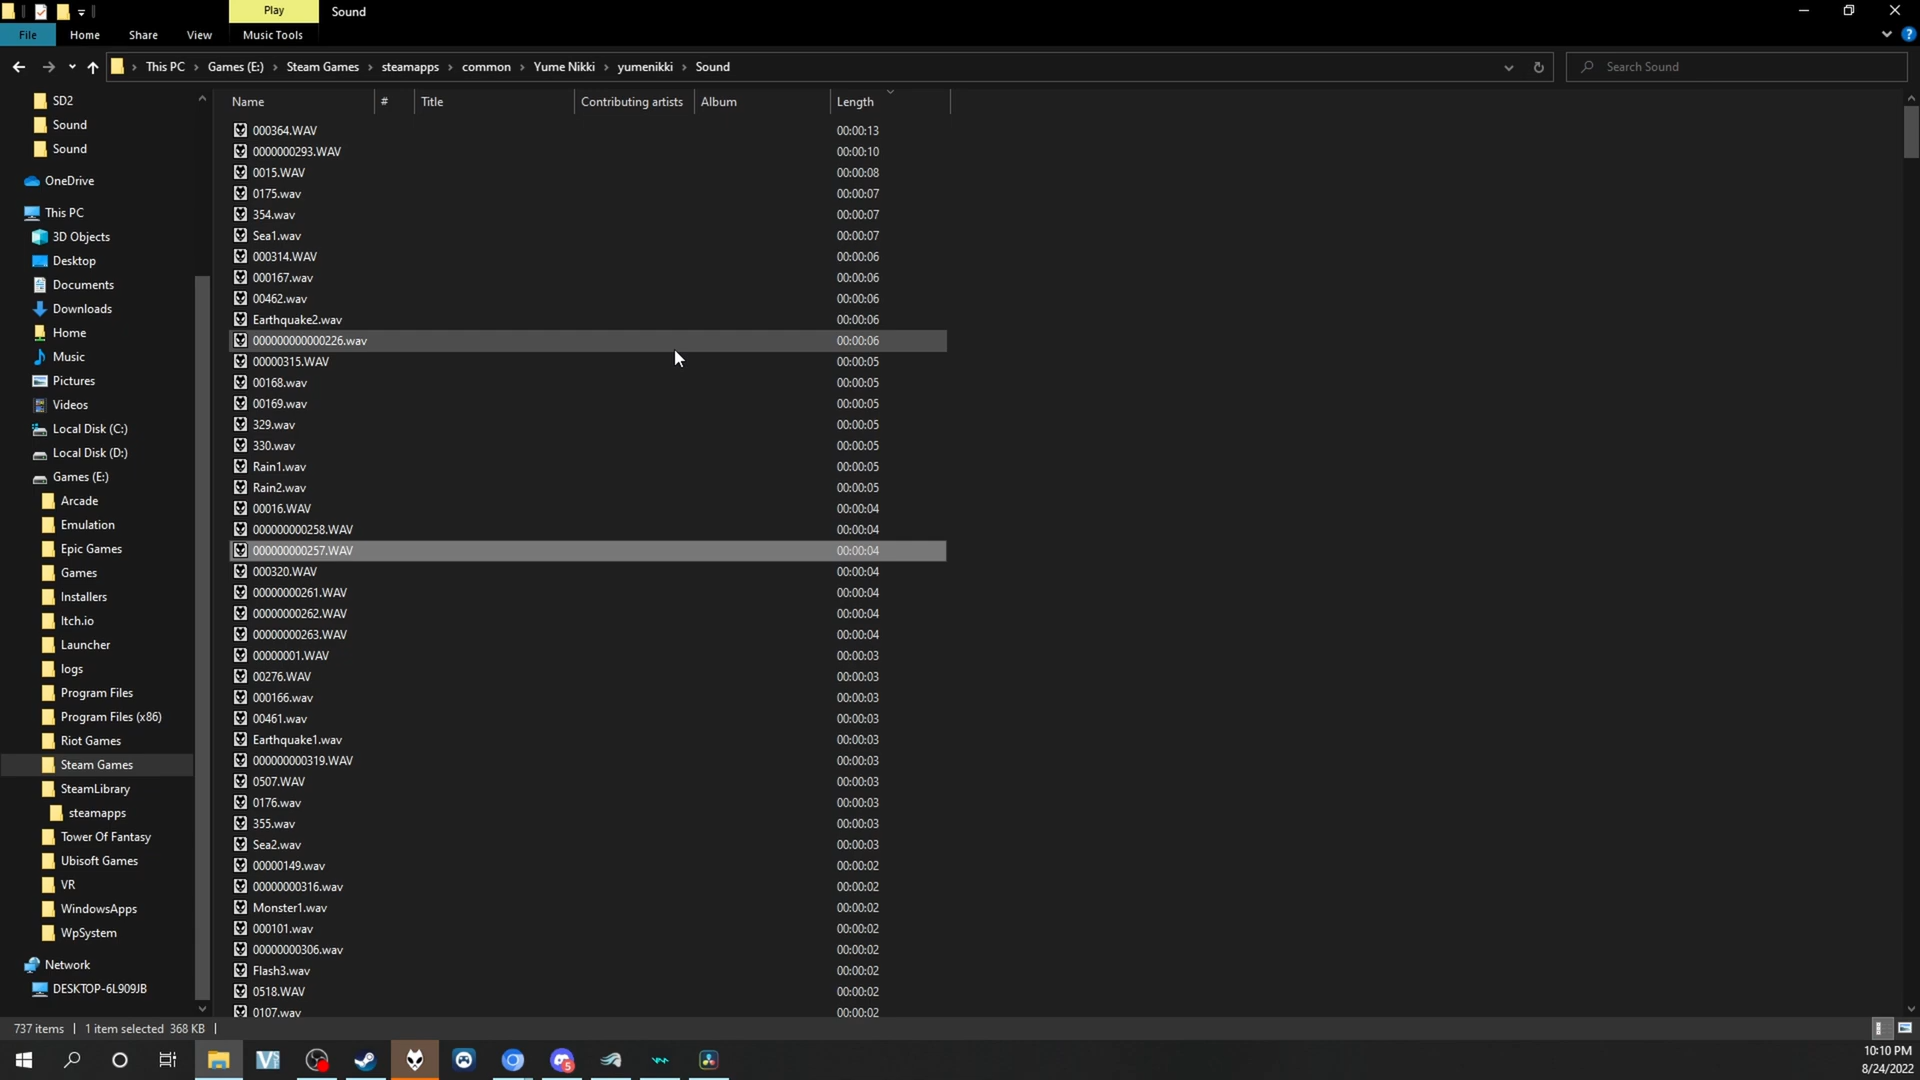 Play
Sound
File
Home
Share
View
Music Tools
This PC
Games (E:)
Steam Games
steamapps
common
Yume Nikki
yumenikki
Sound
Search Sound
SD2
Sound
Sound
OneDrive
This PC
3D Objects
Desktop
Documents
Downloads
Home
Music
Pictures
Videos
Local Disk (C:)
Local Disk (D:)
Games (E:)
Arcade
Emulation
Epic Games
Games
Installers
Itch.io
Launcher
logs
Program Files
Program Files (x86)
Riot Games
Steam Games
SteamLibrary
steamapps
Tower Of Fantasy
Ubisoft Games
VR
WindowsApps
WpSystem
Network
DESKTOP-6L909JB
Name # Title Contributing artists Album Length
000364.WAV 00:00:13
0000000293.WAV 00:00:10
0015.WAV 00:00:08
0175.wav 00:00:07
354.wav 00:00:07
Sea1.wav 00:00:07
000314.WAV 00:00:06
000167.wav 00:00:06
00462.wav 00:00:06
Earthquake2.wav 00:00:06
000000000000226.wav 00:00:06
00000315.WAV 00:00:05
00168.wav 00:00:05
00169.wav 00:00:05
329.wav 00:00:05
330.wav 00:00:05
Rain1.wav 00:00:05
Rain2.wav 00:00:05
00016.WAV 00:00:04
000000000258.WAV 00:00:04
000000000257.WAV 00:00:04
000320.WAV 00:00:04
00000000261.WAV 00:00:04
00000000262.WAV 00:00:04
00000000263.WAV 00:00:04
00000001.WAV 00:00:03
00276.WAV 00:00:03
000166.wav 00:00:03
00461.wav 00:00:03
Earthquake1.wav 00:00:03
000000000319.WAV 00:00:03
0507.WAV 00:00:03
0176.wav 00:00:03
355.wav 00:00:03
Sea2.wav 00:00:03
00000149.wav 00:00:02
00000000316.wav 00:00:02
Monster1.wav 00:00:02
000101.wav 00:00:02
00000000306.wav 00:00:02
Flash3.wav 00:00:02
0518.WAV 00:00:02
0107.wav 00:00:02
737 items
1 item selected 368 KB
5
10:10 PM
8/24/2022